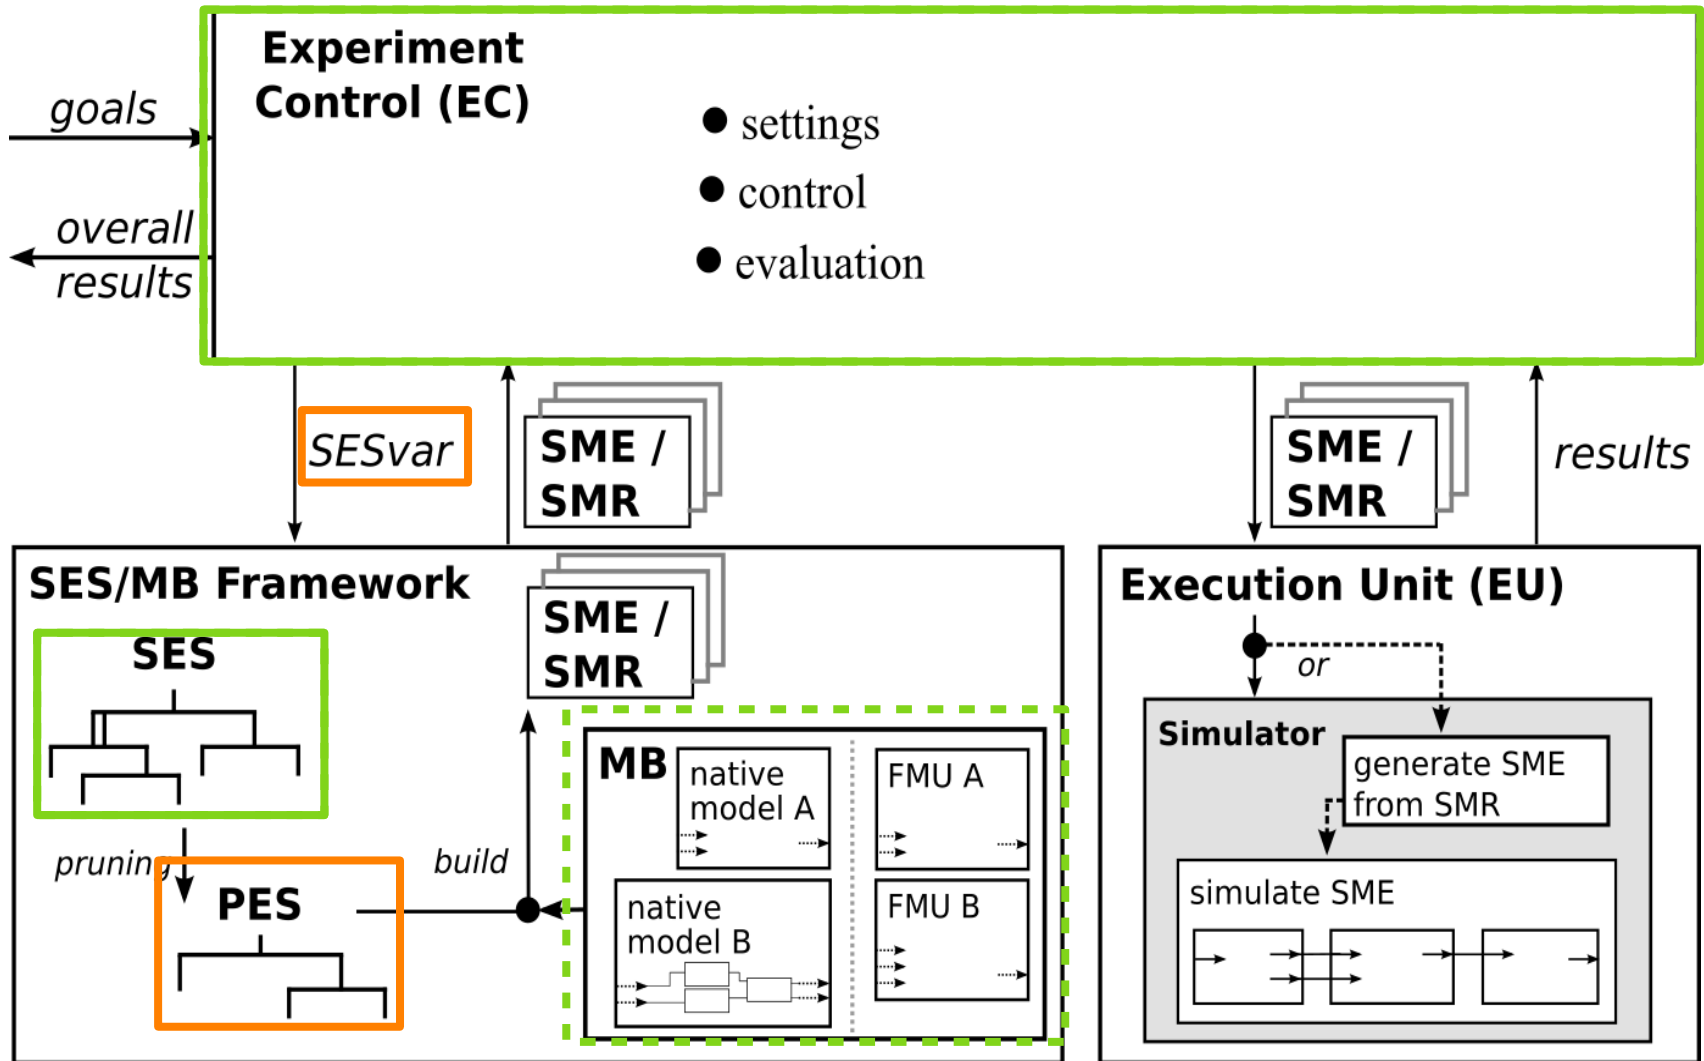 Experiment
Control (EC)
goals
overall
results
● settings
● control
● evaluation
SESvar
SME /
SMR
SME /
SMR
results
SES/MB Framework
SES
pruning
PES
build
SME /
SMR
MB
native
model A
FMU A
native
model B
FMU B
Execution Unit (EU)
or
Simulator
generate SME
from SMR
simulate SME